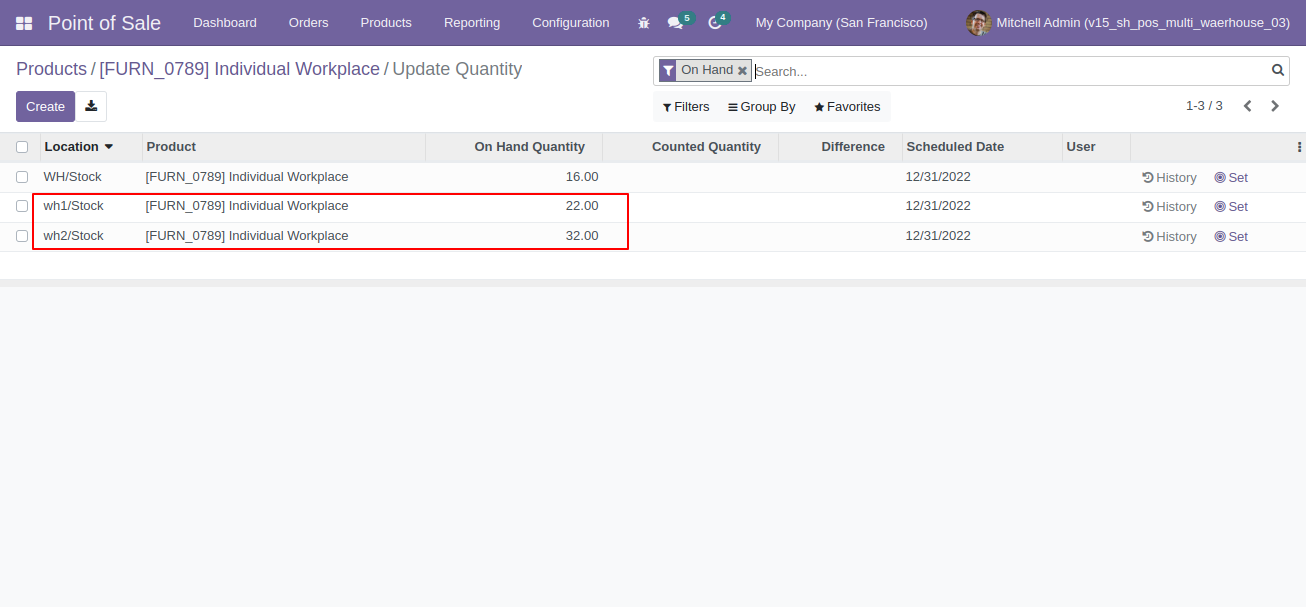 Point of Sale Dashboard Orders Products Reporting Configuration 5 4 My Company (San Francisco) Mitchell Admin (v15_sh_pos_multi_waerhouse_03)
Products / [FURN_0789] Individual Workplace / Update Quantity
On Hand Search...
Create Filters Group By Favorites 1-3 / 3
Location Product On Hand Quantity Counted Quantity Difference Scheduled Date User
WH/Stock [FURN_0789] Individual Workplace 16.00 12/31/2022 History Set
wh1/Stock [FURN_0789] Individual Workplace 22.00 12/31/2022 History Set
wh2/Stock [FURN_0789] Individual Workplace 32.00 12/31/2022 History Set